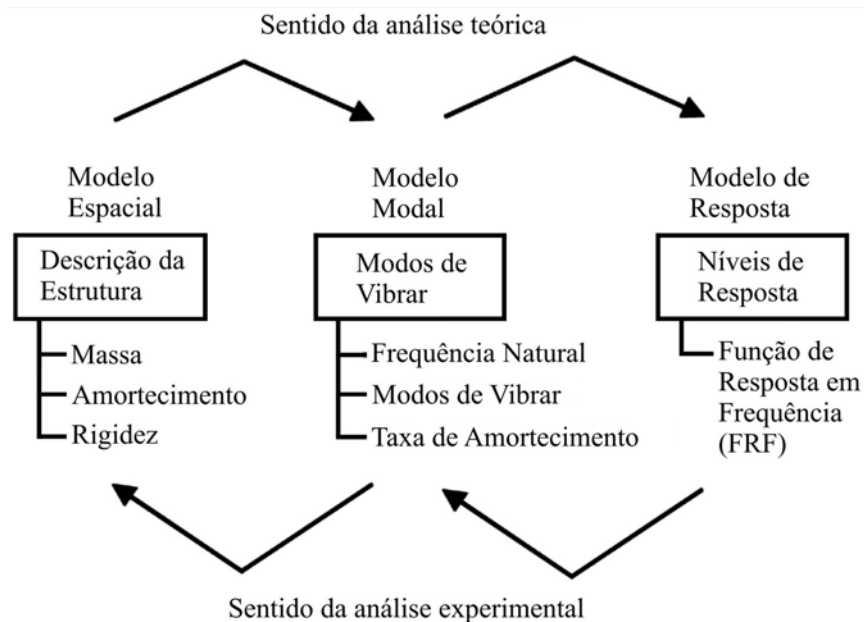 Sentido da análise teórica
Modelo
Espacial
Descrição da
Estrutura
Massa
Amortecimento
Rigidez
Modelo
Modal
Modos de
Vibrar
Frequência Natural
Modos de Vibrar
Taxa de Amortecimento
Modelo de
Resposta
Níveis de
Resposta
Função de
Resposta em
Frequência
(FRF)
Sentido da análise experimental